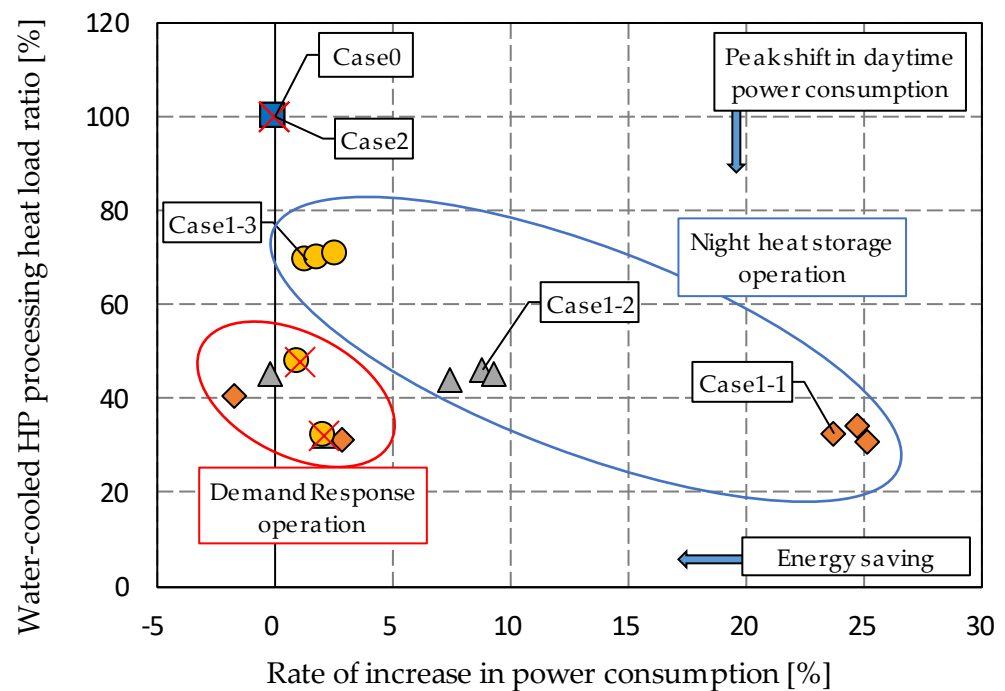 Water-cooled HP processing heat load ratio [%]
120
100
80
60
40
20
0
Case0
Case2
Peak shift in daytime
power consumption
Case1-3
Night heat storage
operation
Case1-2
Case1-1
Demand Response
operation
Energy saving
-5
0
5
10
15
20
25
30
Rate of increase in power consumption [%]